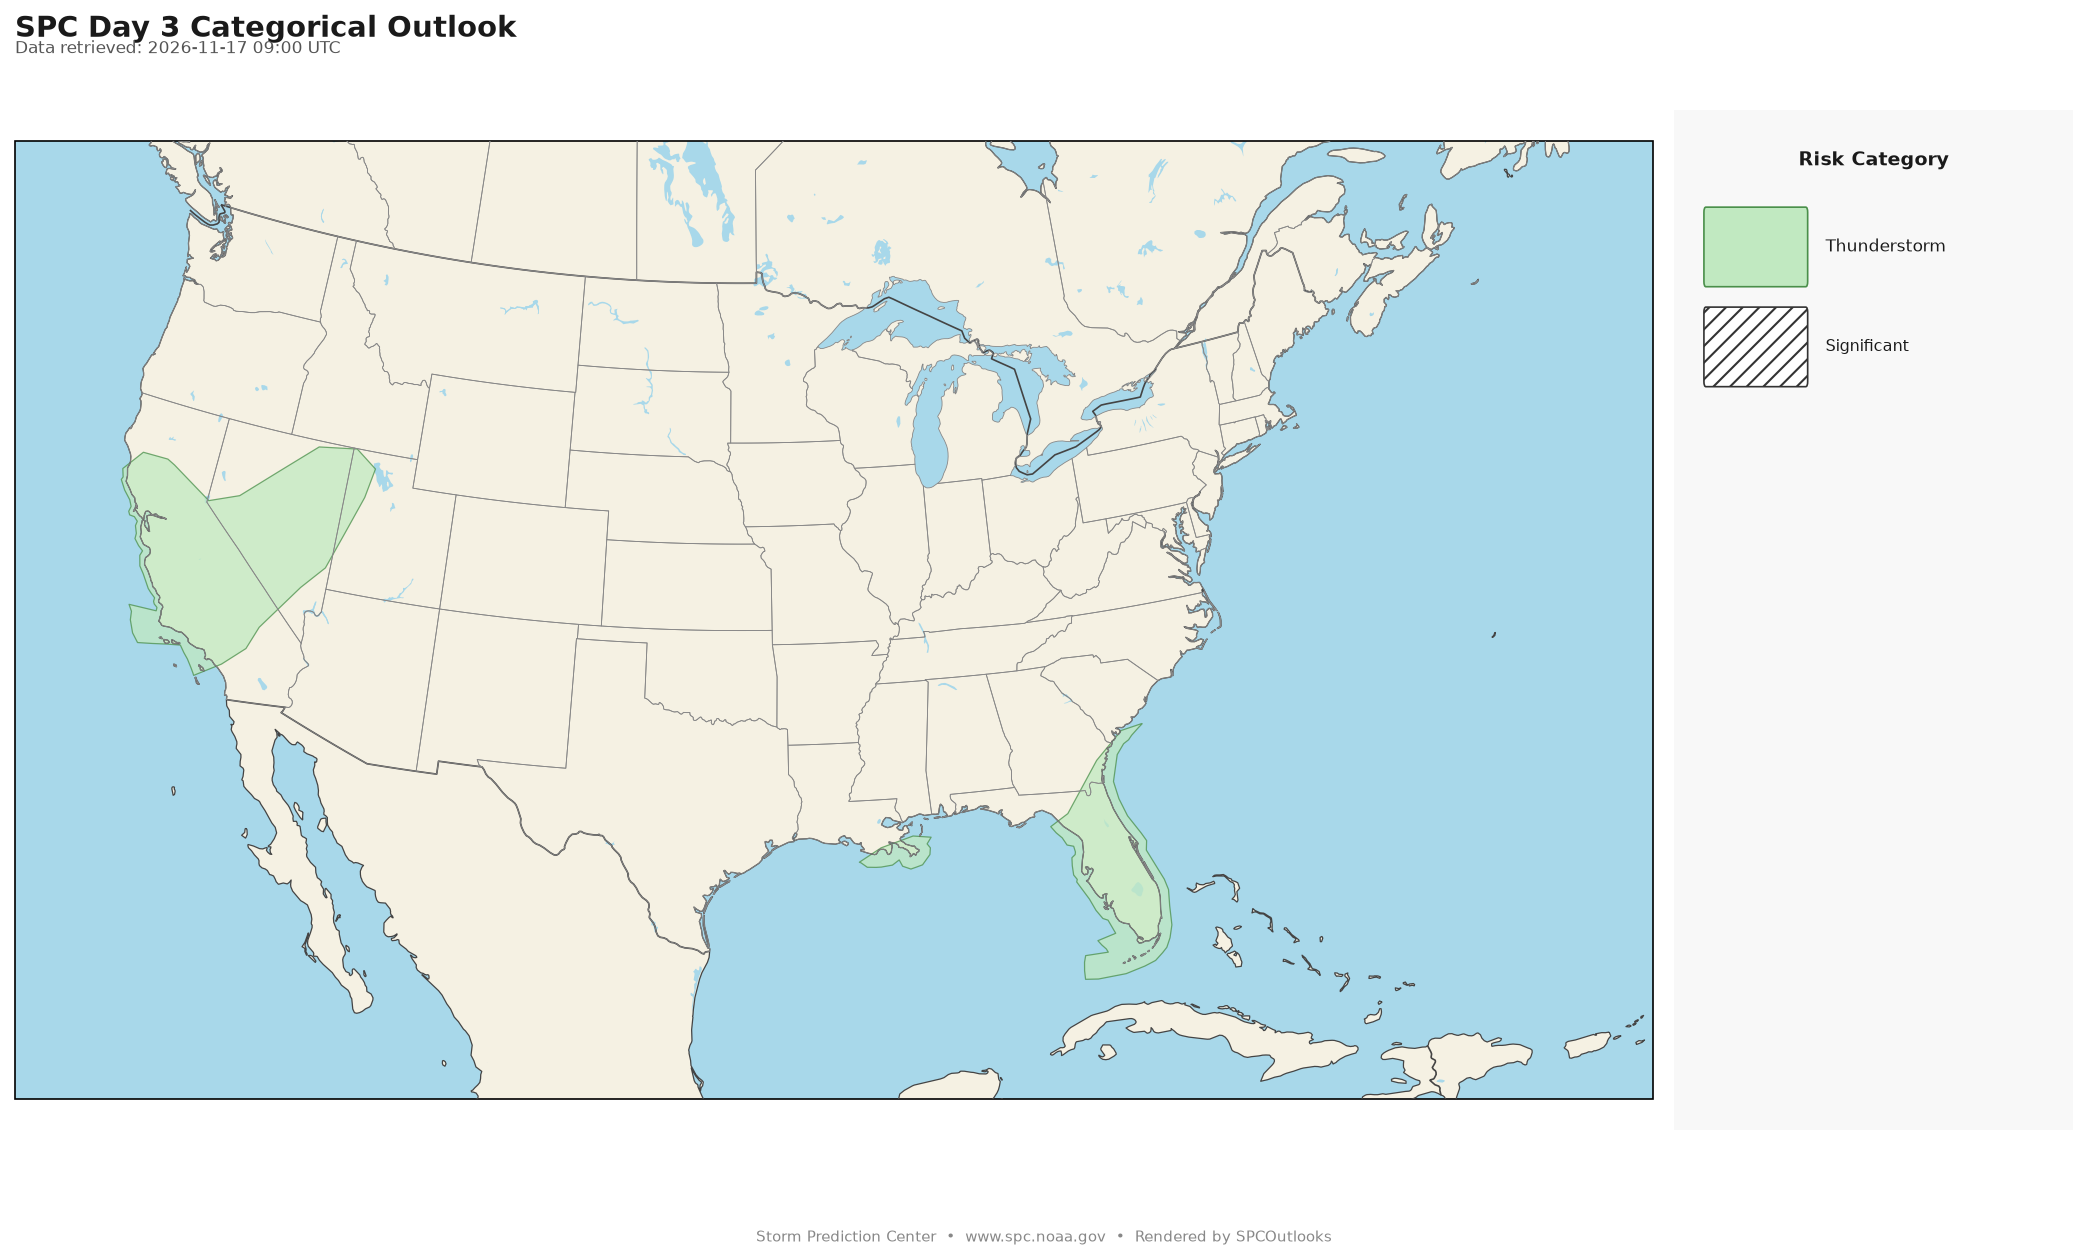 SPC Day 3 Categorical Outlook
Data retrieved: 2026-11-17 09:00 UTC
Risk Category
Thunderstorm
Significant
Storm Prediction Center • www.spc.noaa.gov • Rendered by SPCOutlooks